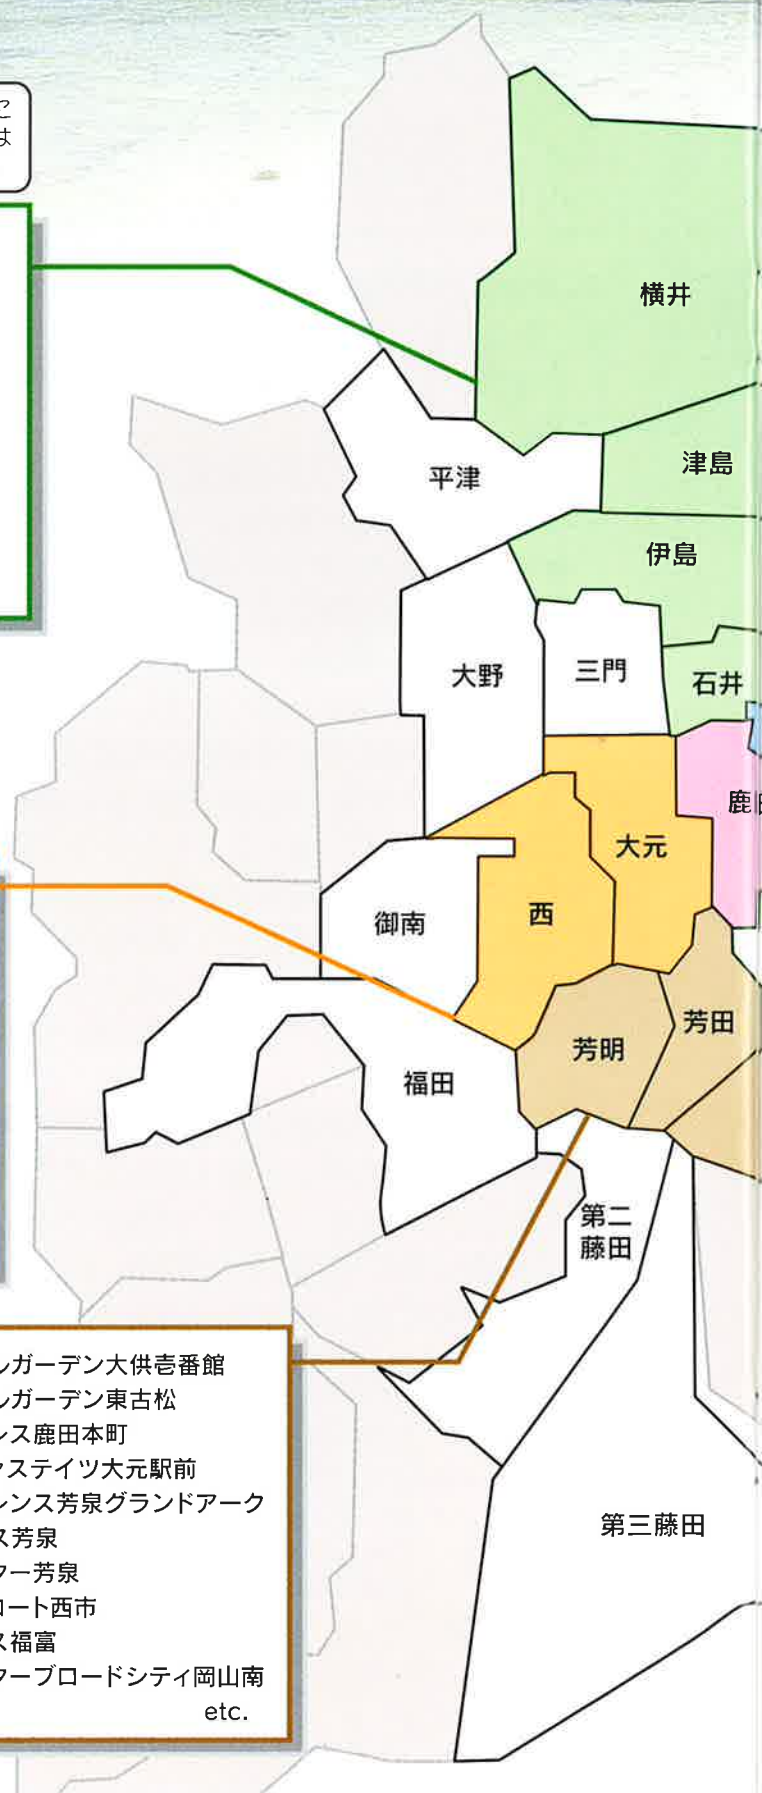 に
は
横井
津島
伊島
平津
大野
三門
石井
鹿
大元
西
御南
芳田
芳明
福田
第二
藤田
第三藤田
ルガーデン大供壱番館
ルガーデン東古松
レス鹿田本町
ステイツ大元駅前
レンス芳泉グランドアーク
ス芳泉
ワー芳泉
コート西市
ス福富
ワーブロードシティ岡山南
etc.